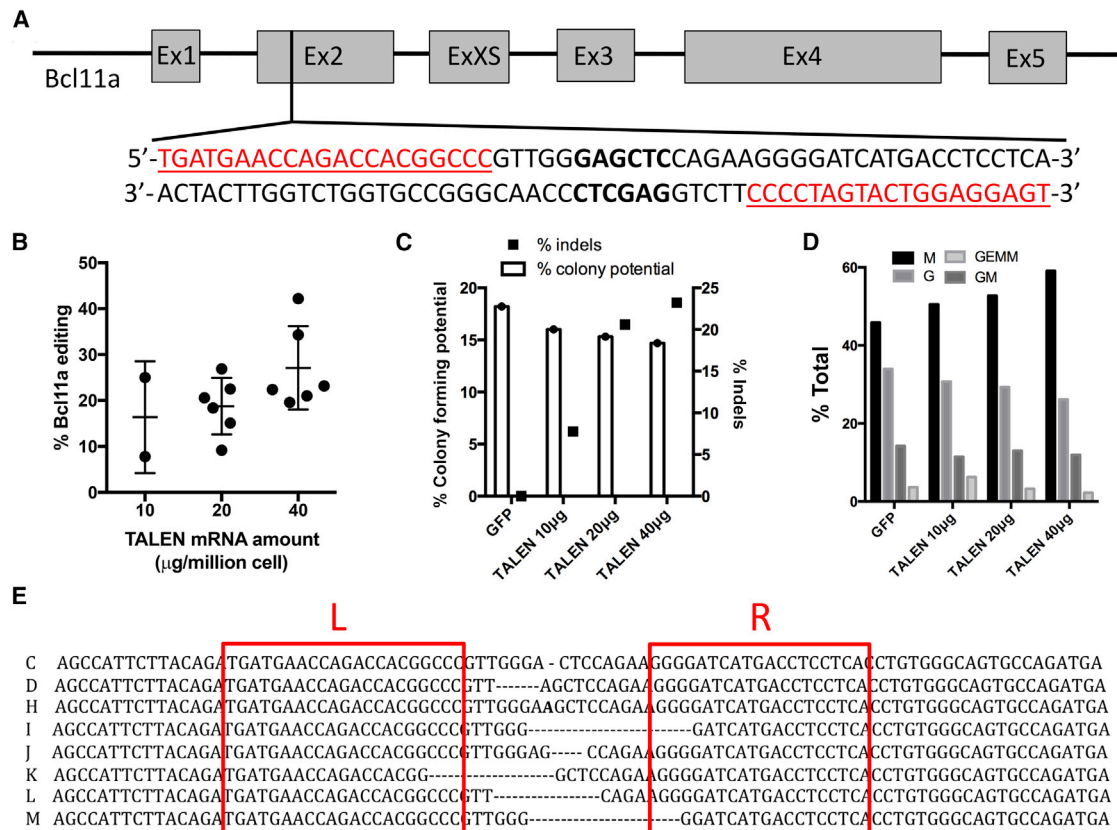 A
Ex1 Ex2 ExXS Ex3 Ex4 Ex5
Bcl11a
5’-TGATGAACCAGACCACGGCCCGTTGGGAGCTCCAGAAGGGGATCATGACCTCCTCA-3’
3’-ACTACTTGGTCTGGTGCCGGGCAACCCTCGAGGTCTTCCCCTAGTACTGGAGGAGT-3’
B
% Bcl11a editing
50
40
30
20
10
0
10 20 40
TALEN mRNA amount
(μg/million cell)
C
% indels
% colony potential
% Colony forming potential
20
15
10
5
0
25
20
15
10
5
0
% Indels
GFP
TALEN 10μg
TALEN 20μg
TALEN 40μg
D
M GEMM
G GM
% Total
60
40
20
0
GFP
TALEN 10μg
TALEN 20μg
TALEN 40μg
E
L R
C AGCCATTCTTACAGATGATGAACCAGACCACGGCCCGTTGGGA-CTCCAGAAGGGGATCATGACCTCCTCACCTGTGGGCAGTGCCAGATGA
D AGCCATTCTTACAGATGATGAACCAGACCACGGCCCGTT------AGCTCCAGAAGGGGATCATGACCTCCTCACCTGTGGGCAGTGCCAGATGA
H AGCCATTCTTACAGATGATGAACCAGACCACGGCCCGTTGGGAAGCTCCAGAAGGGGATCATGACCTCCTCACCTGTGGGCAGTGCCAGATGA
I AGCCATTCTTACAGATGATGAACCAGACCACGGCCCGTTGGG---------------------GATCATGACCTCCTCACCTGTGGGCAGTGCCAGATGA
J AGCCATTCTTACAGATGATGAACCAGACCACGGCCCGTTGGGAG----CCAGAAGGGGATCATGACCTCCTCACCTGTGGGCAGTGCCAGATGA
K AGCCATTCTTACAGATGATGAACCAGACCACGG----------------GCTCCAGAAGGGGATCATGACCTCCTCACCTGTGGGCAGTGCCAGATGA
L AGCCATTCTTACAGATGATGAACCAGACCACGGCCCGTT--------------CAGAAGGGGATCATGACCTCCTCACCTGTGGGCAGTGCCAGATGA
M AGCCATTCTTACAGATGATGAACCAGACCACGGCCCGTTGGG--------------------GGATCATGACCTCCTCACCTGTGGGCAGTGCCAGATGA